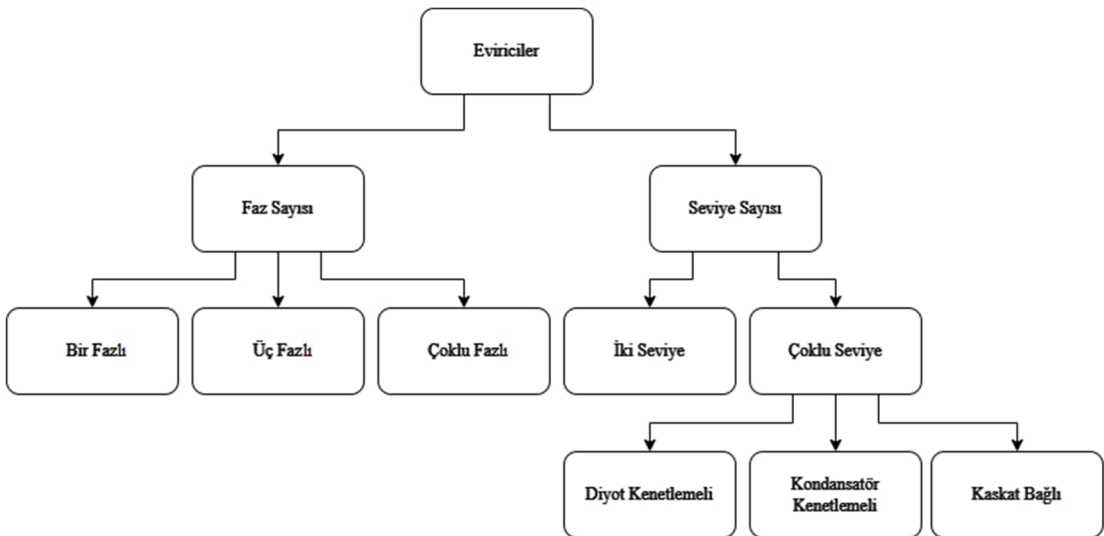 Eviriciler
Faz Sayısı
Seviye Sayısı
Bir Fazlı
Üç Fazlı
Çoklu Fazlı
İki Seviye
Çoklu Seviye
Diyot Kenetlemeli
Kondansatör
Kenetlemeli
Kaskat Bağlı